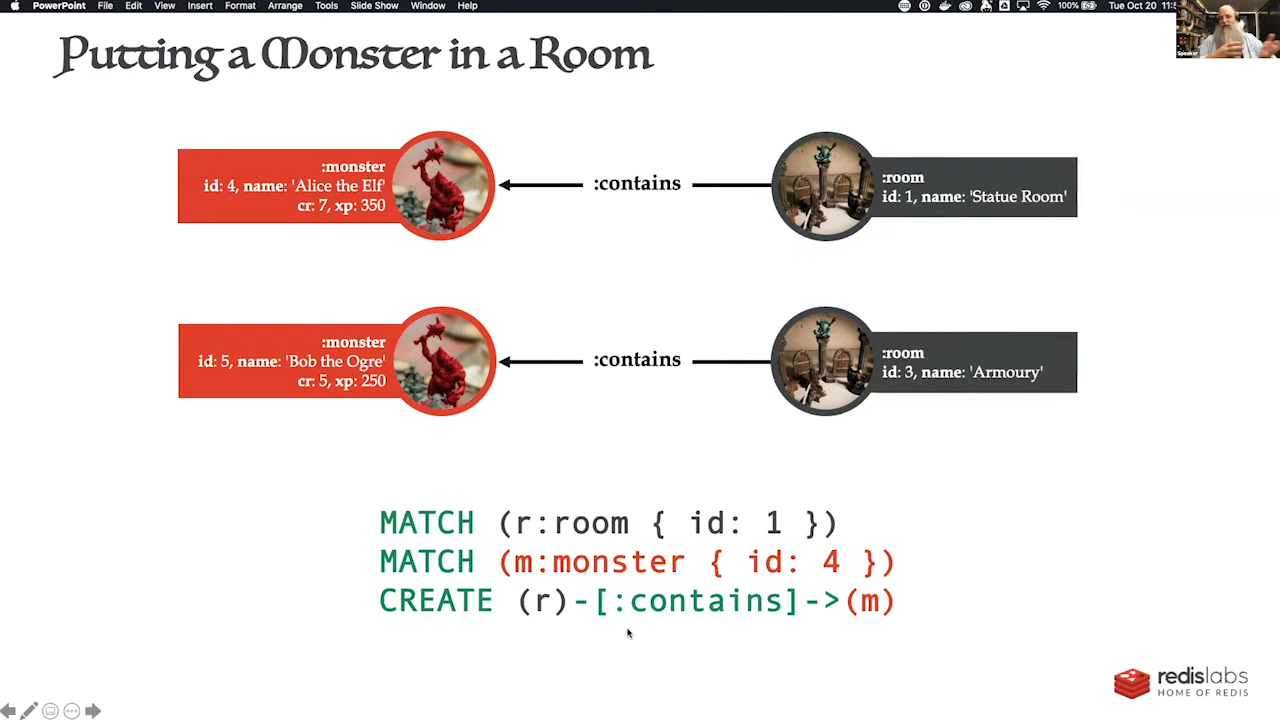 PowerPoint File Edit View Insert Format Arrange Tools Slide Show Window Help 100% Tue Oct 20
Speaker
Putting a Monster in a Room
:monster
id: 4, name: 'Alice the Elf'
cr: 7, xp: 350
:contains
:room
id: 1, name: 'Statue Room'
:monster
id: 5, name: 'Bob the Ogre'
cr: 5, xp: 250
:contains
:room
id: 3, name: 'Armoury'
MATCH (r:room { id: 1 })
MATCH (m:monster { id: 4 })
CREATE (r)-[:contains]->(m)
redislabs
HOME OF REDIS